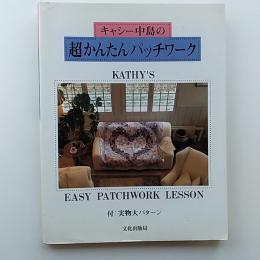 キャシー中島の
超かんたんパッチワーク
KATHY'S
EASY PATCHWORK LESSON
付：実物大パターン
文化出版局